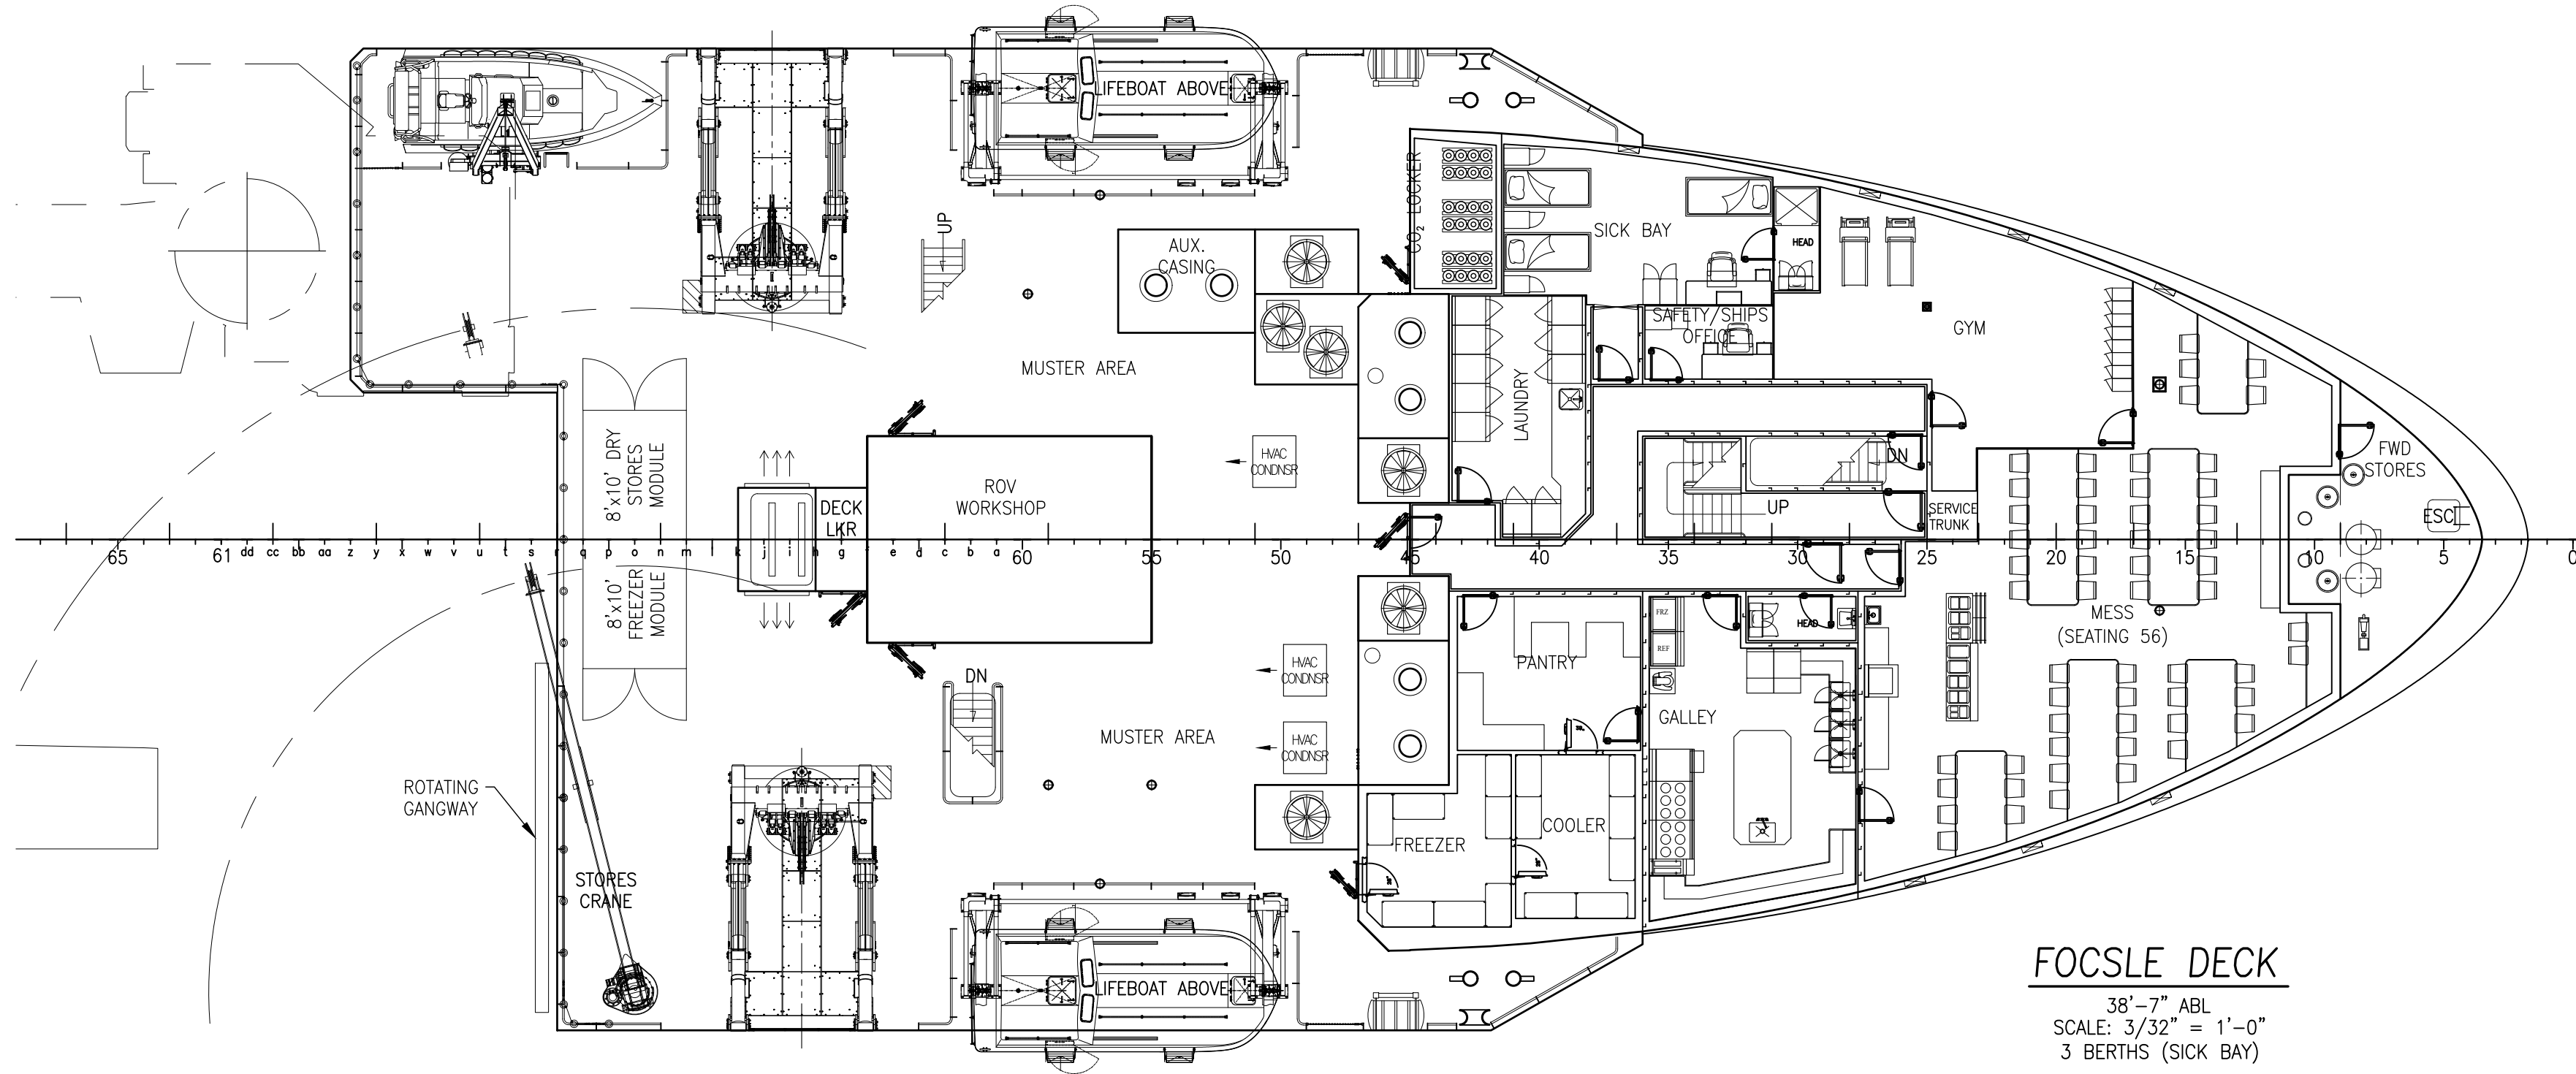 LIFEBOAT ABOVE
UP
CO2 LOCKER
SICK BAY
HEAD
AUX.
CASING
SAFETY/SHIPS
OFFICE
GYM
MUSTER AREA
LAUNDRY
8'x10' DRY
STORES
MODULE
8'x10'
FREEZER
MODULE
ROV
WORKSHOP
DECK
LKR
HVAC
CONDNSR
DN
UP
SERVICE
TRUNK
FWD
STORES
ESC
65 61 dd cc bb aa z y x w v u t s r q p o n m l k j i h g f e d c b a 60 55 50 45 40 35 30 25 20 15 10 5 0
MESS
(SEATING 56)
FRZ
REF
HEAD
PANTRY
GALLEY
HVAC
CONDNSR
HVAC
CONDNSR
DN
MUSTER AREA
ROTATING
GANGWAY
STORES
CRANE
FREEZER
COOLER
LIFEBOAT ABOVE
FOCSLE DECK
38'-7" ABL
SCALE: 3/32" = 1'-0"
3 BERTHS (SICK BAY)